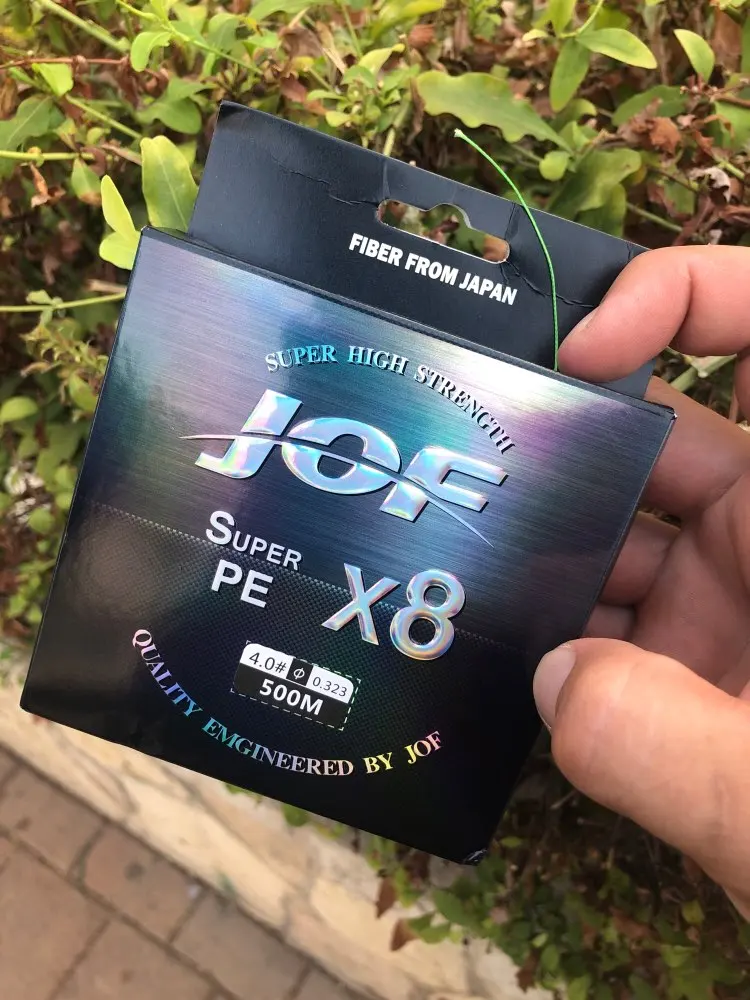 FIBER FROM JAPAN
SUPER HIGH STRENGTH
JOF
SUPER
PE
X8
4.0# ϕ 0.323
500M
QUALITY EMGINEERED BY JOF